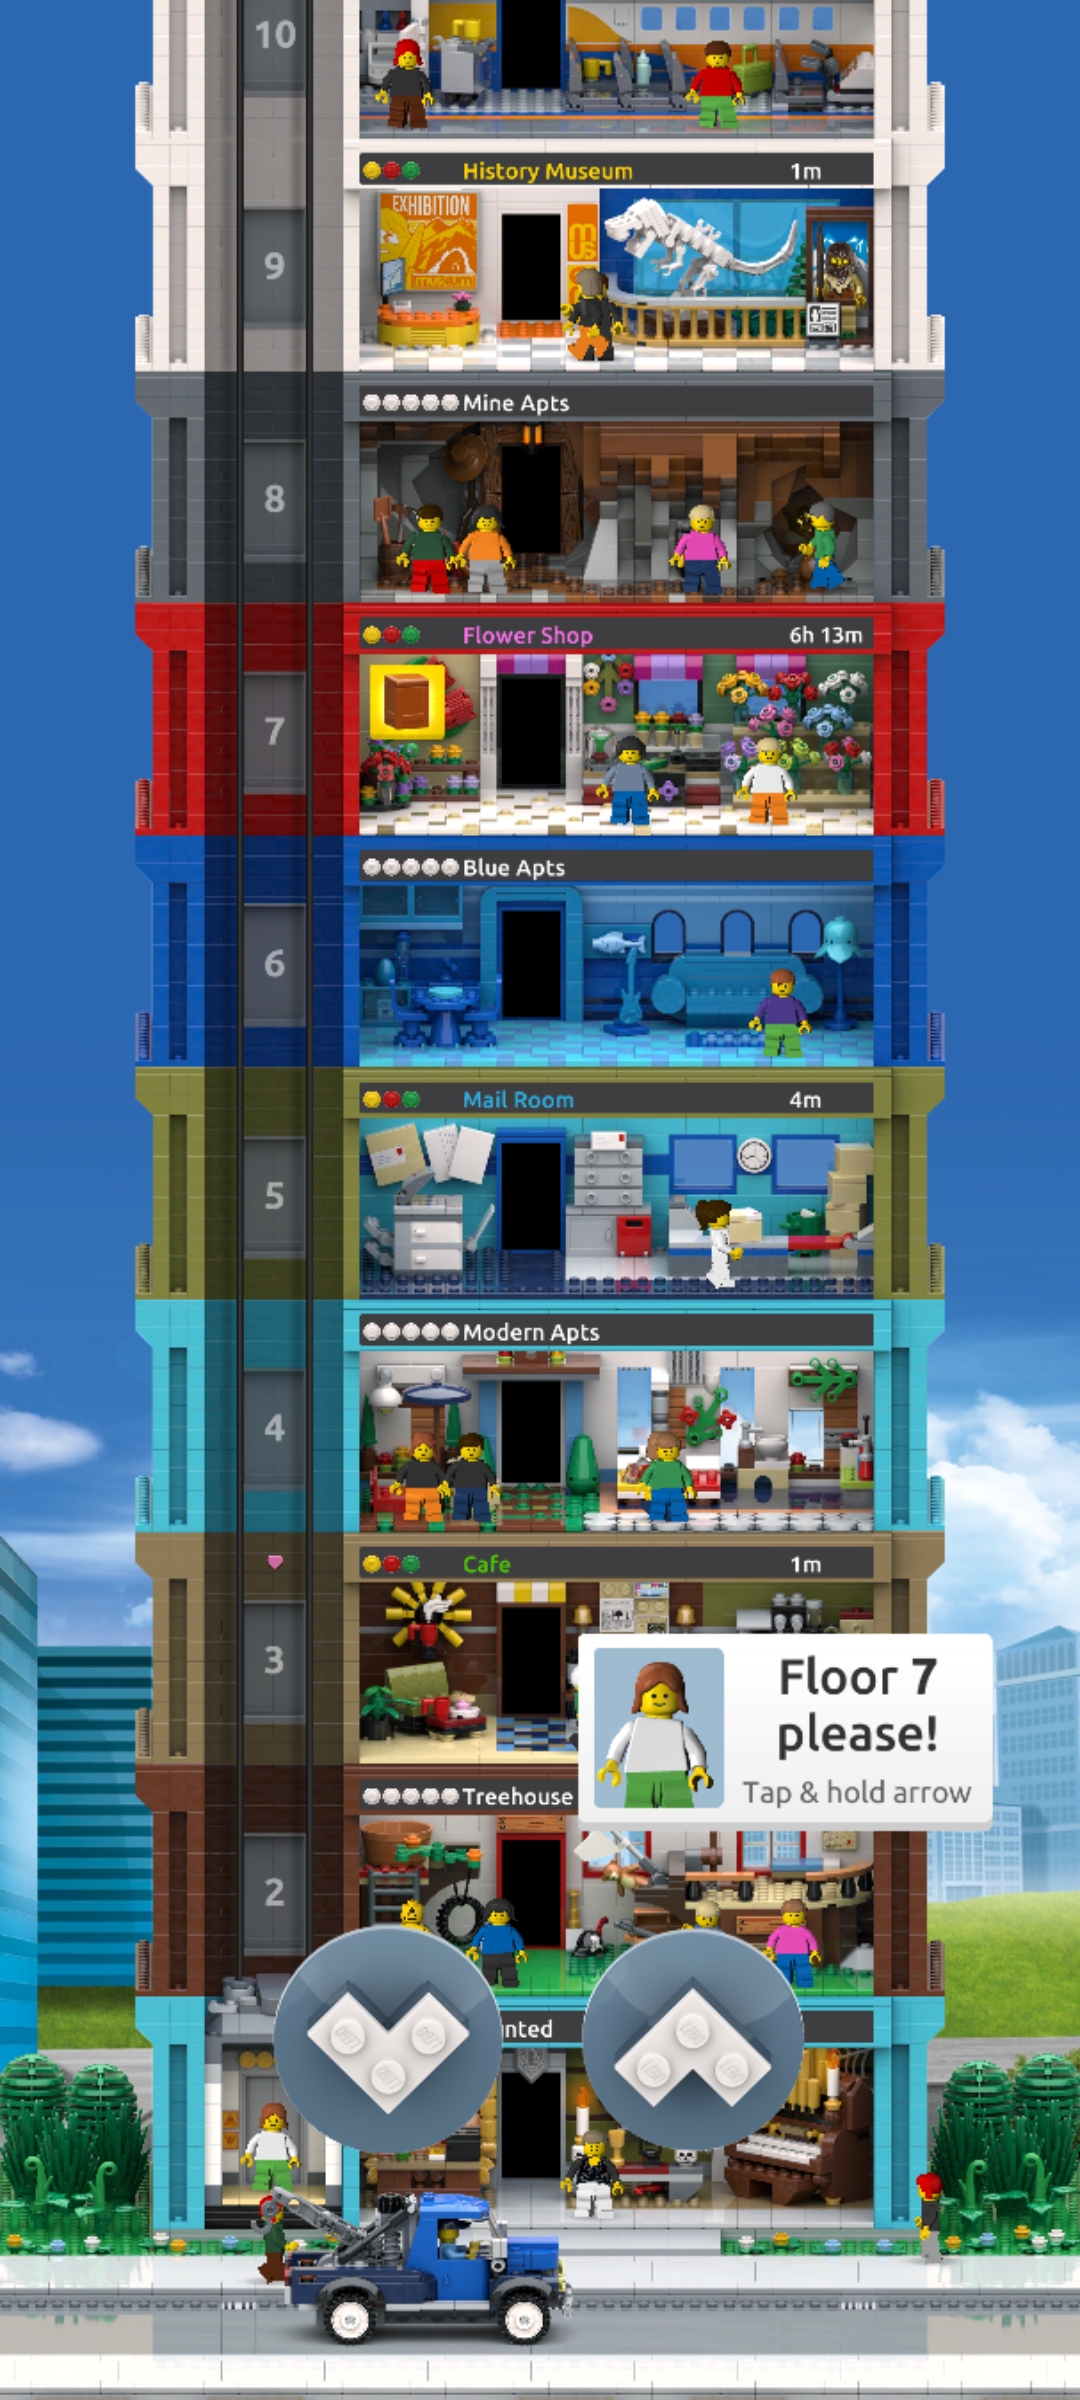 10
History Museum 1m
EXHIBITION
museum
9
Mine Apts
8
Flower Shop 6h 13m
7
Blue Apts
6
Mail Room 4m
5
Modern Apts
4
Cafe 1m
3
Floor 7
please!
Tap & hold arrow
Treehouse
2
nted